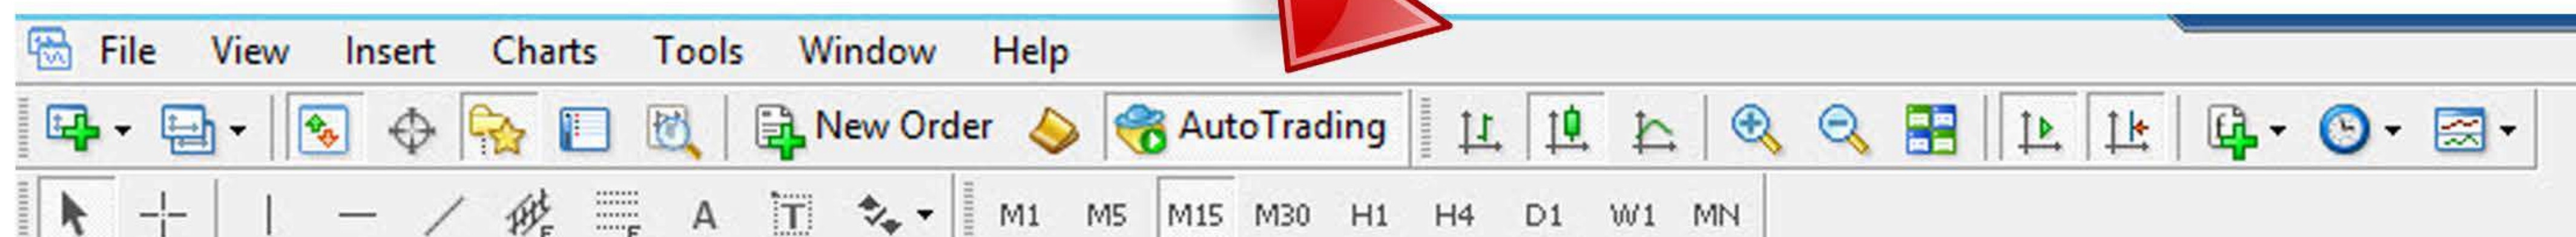 File View Insert Charts Tools Window Help
New Order AutoTrading
A T M1 M5 M15 M30 H1 H4 D1 W1 MN